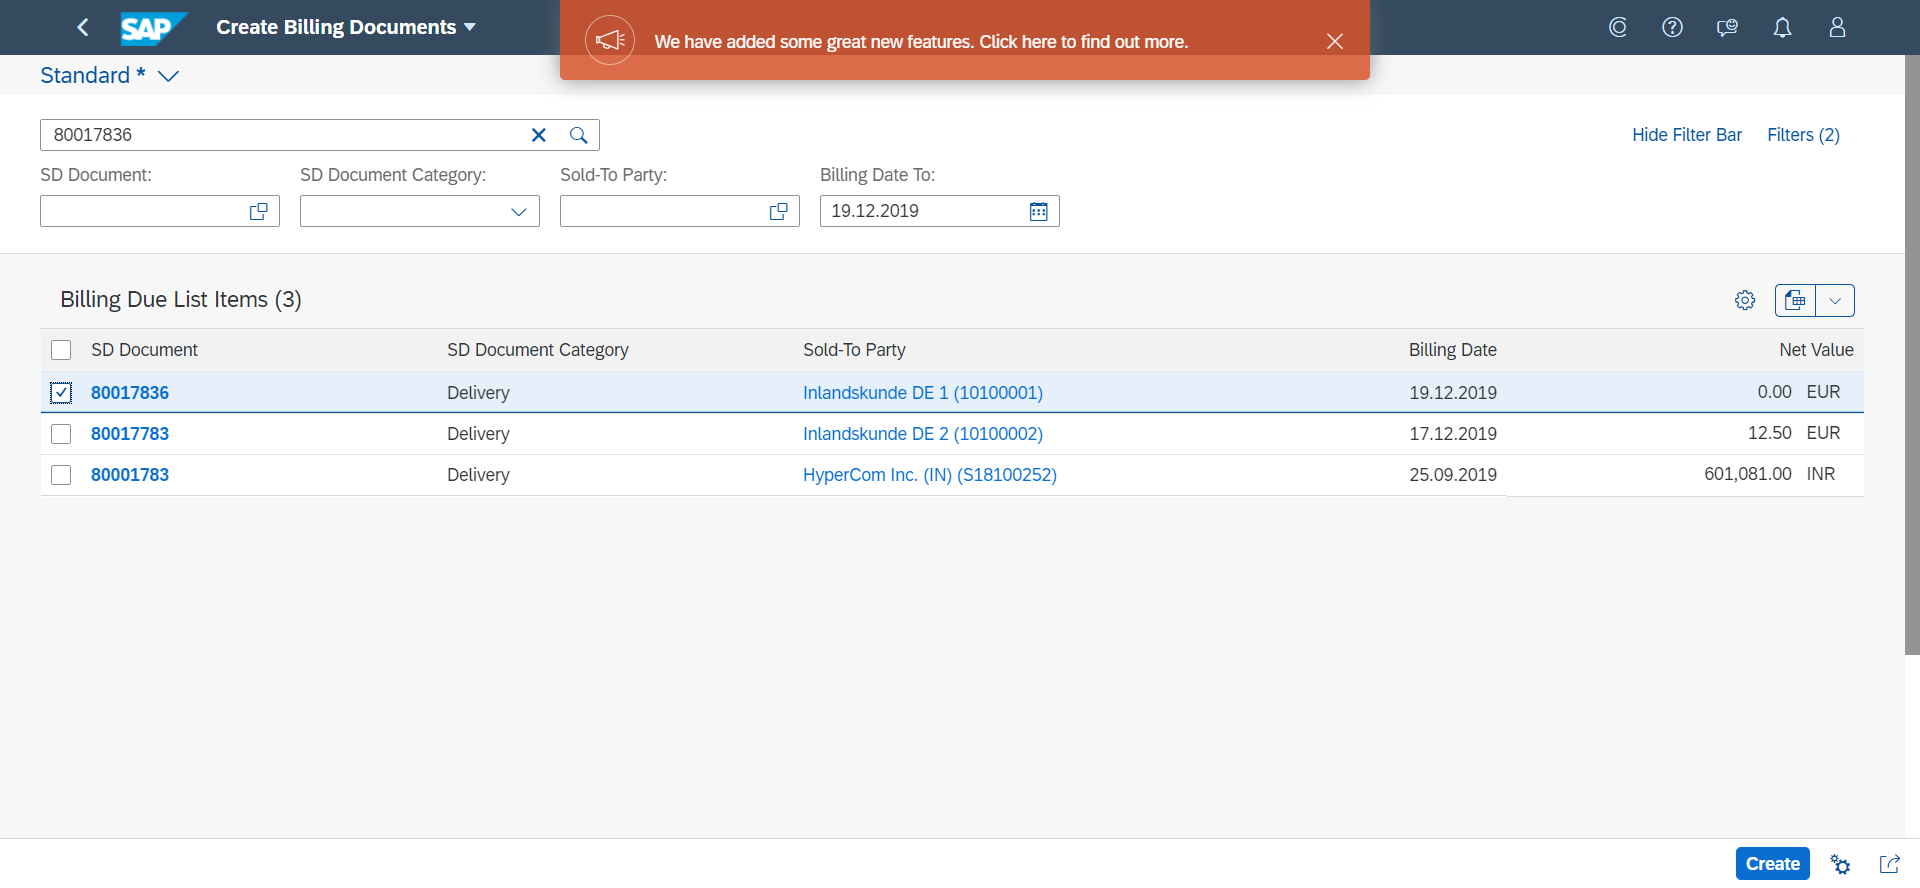 SAP
Create Billing Documents
We have added some great new features. Click here to find out more.
Standard *
80017836
Hide Filter Bar
Filters (2)
SD Document:
SD Document Category:
Sold-To Party:
Billing Date To:
19.12.2019
Billing Due List Items (3)
SD Document SD Document Category Sold-To Party Billing Date Net Value
80017836 Delivery Inlandskunde DE 1 (10100001) 19.12.2019 0.00 EUR
80017783 Delivery Inlandskunde DE 2 (10100002) 17.12.2019 12.50 EUR
80001783 Delivery HyperCom Inc. (IN) (S18100252) 25.09.2019 601,081.00 INR
Create